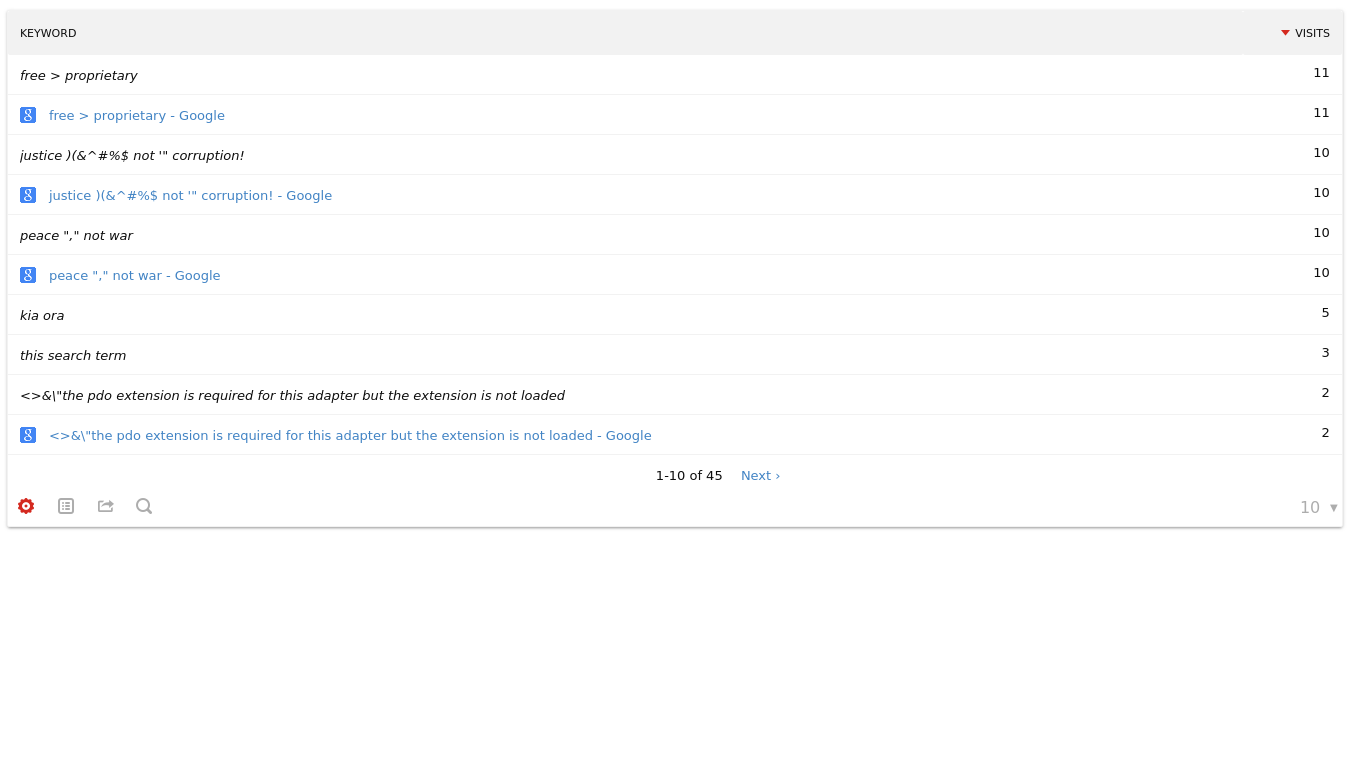 KEYWORD VISITS
free > proprietary 11
free > proprietary - Google 11
justice )(&^#%$ not '" corruption! 10
justice )(&^#%$ not '" corruption! - Google 10
peace "," not war 10
peace "," not war - Google 10
kia ora 5
this search term 3
<>&\"the pdo extension is required for this adapter but the extension is not loaded 2
<>&\"the pdo extension is required for this adapter but the extension is not loaded - Google 2
1-10 of 45 Next ›
10